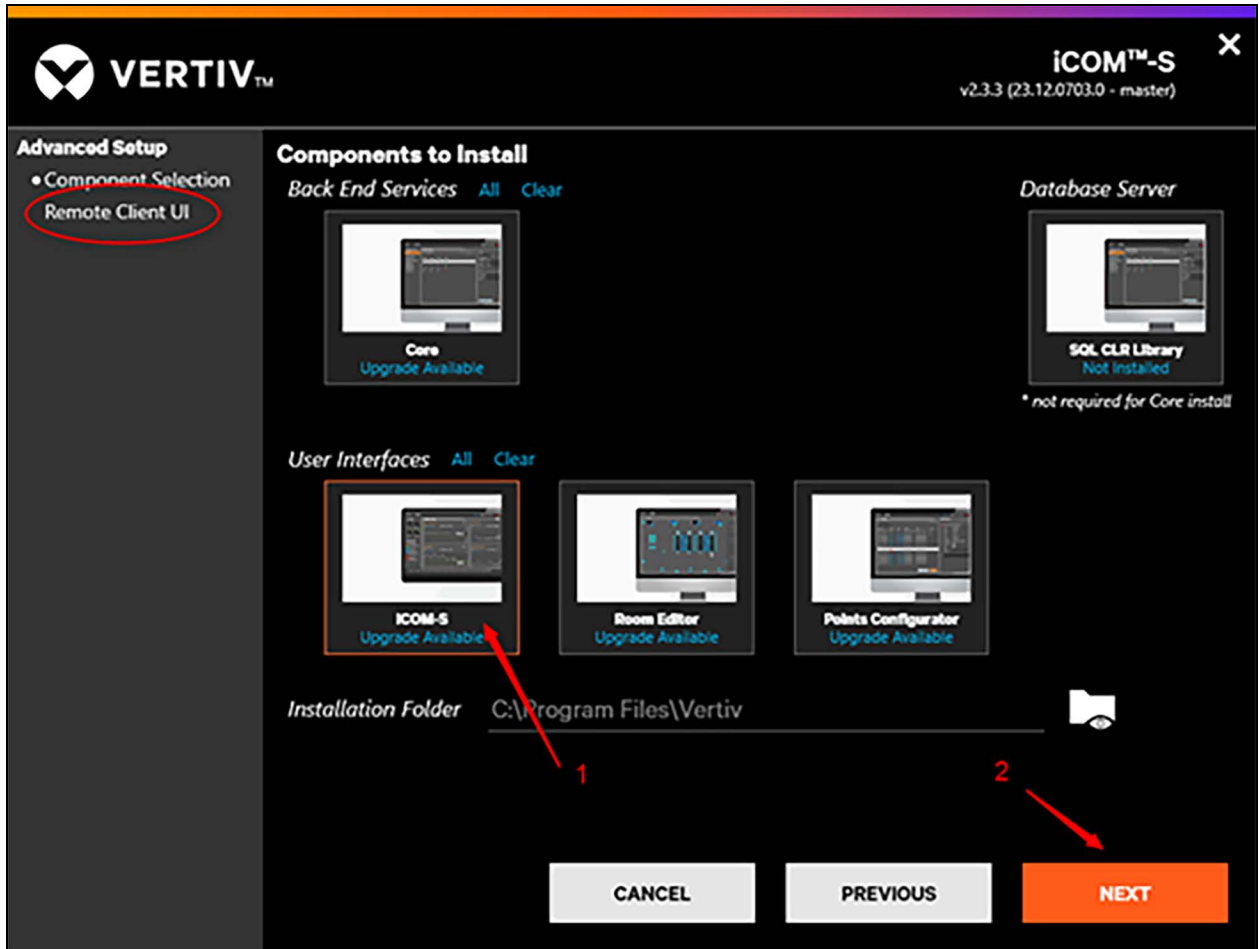 VERTIV™
iCOM™-S
v2.3.3 (23.12.0703.0 - master)
Advanced Setup
• Component Selection
Remote Client UI
Components to Install
Back End Services All Clear
Database Server
Core
Upgrade Available
SQL CLR Library
Not Installed
* not required for Core install
User Interfaces All Clear
iCOM-S
Upgrade Available
Room Editor
Upgrade Available
Points Configurator
Upgrade Available
Installation Folder C:\Program Files\Vertiv
1
2
CANCEL
PREVIOUS
NEXT